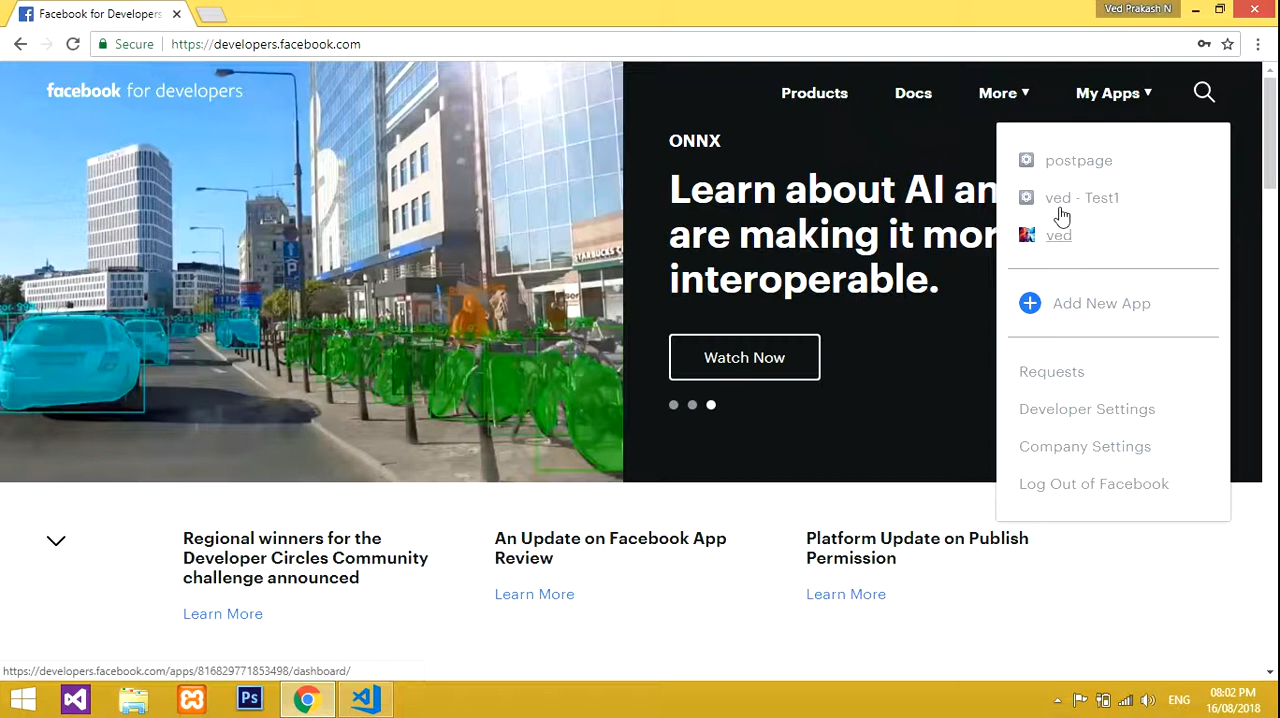 Facebook for Developers
Ved Prakash N
Secure
https://developers.facebook.com
facebook for developers
Products
Docs
More
My Apps
ONNX
Learn about AI an
are making it mor
interoperable.
Watch Now
postpage
ved - Test1
ved
Add New App
Requests
Developer Settings
Company Settings
Log Out of Facebook
STARBUCKS C
P
Regional winners for the
Developer Circles Community
challenge announced
Learn More
An Update on Facebook App
Review
Learn More
Platform Update on Publish
Permission
Learn More
https://developers.facebook.com/apps/816829771853498/dashboard/
Ps
ENG
08:02 PM
16/08/2018